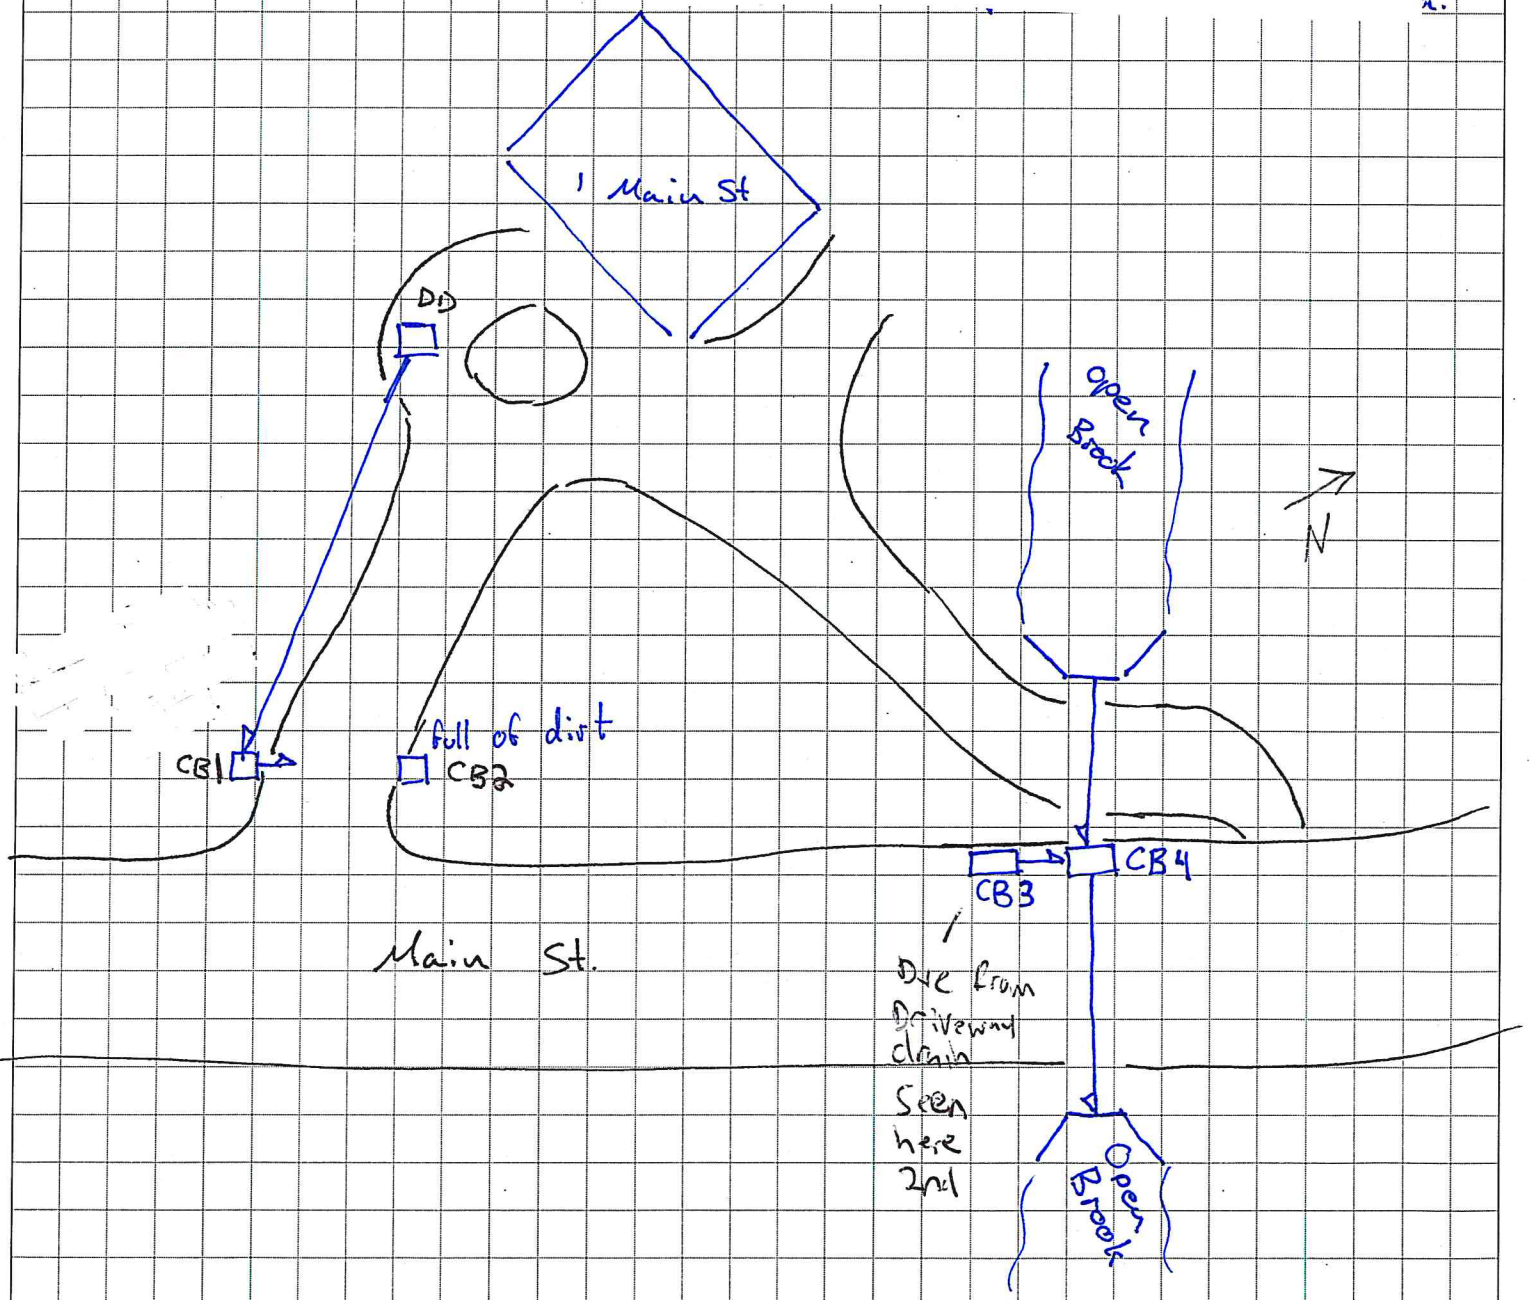 1 Main St
DD
open
Brook
N
full of dirt
CB1
CB2
CB4
CB3
Main St.
Dye from
Driveway
drain
Seen
here
2nd
Open
Brook